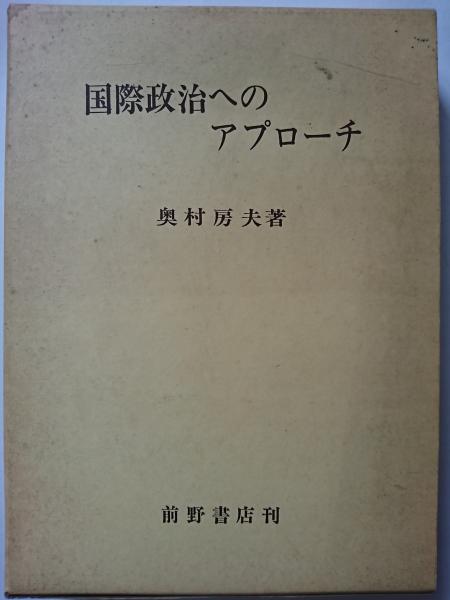 国際政治への
アプローチ
奥村房夫著
前野書店刊